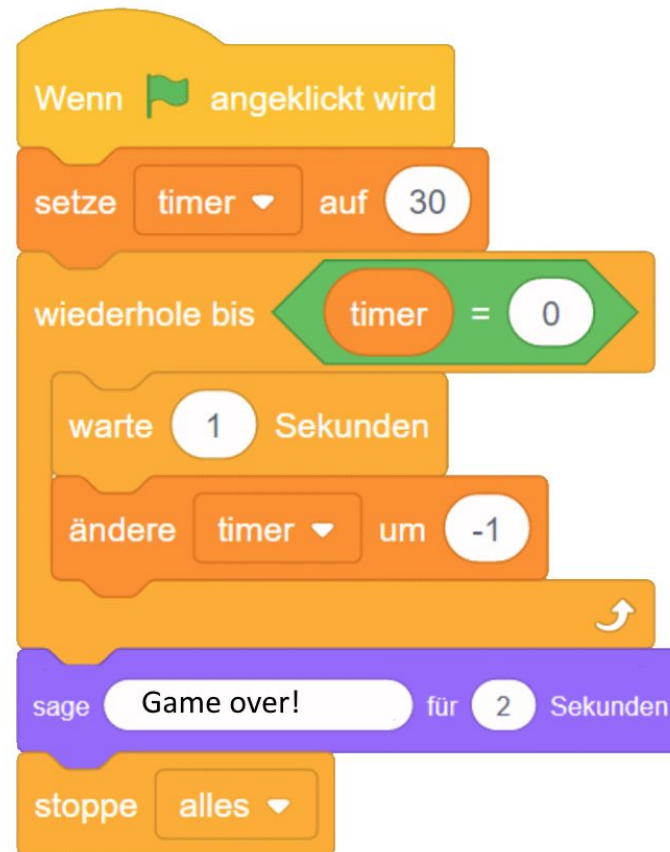 Wenn angeklickt wird
setze timer auf 30
wiederhole bis timer = 0
warte 1 Sekunden
ändere timer um -1
sage Game over! für 2 Sekunden
stoppe alles